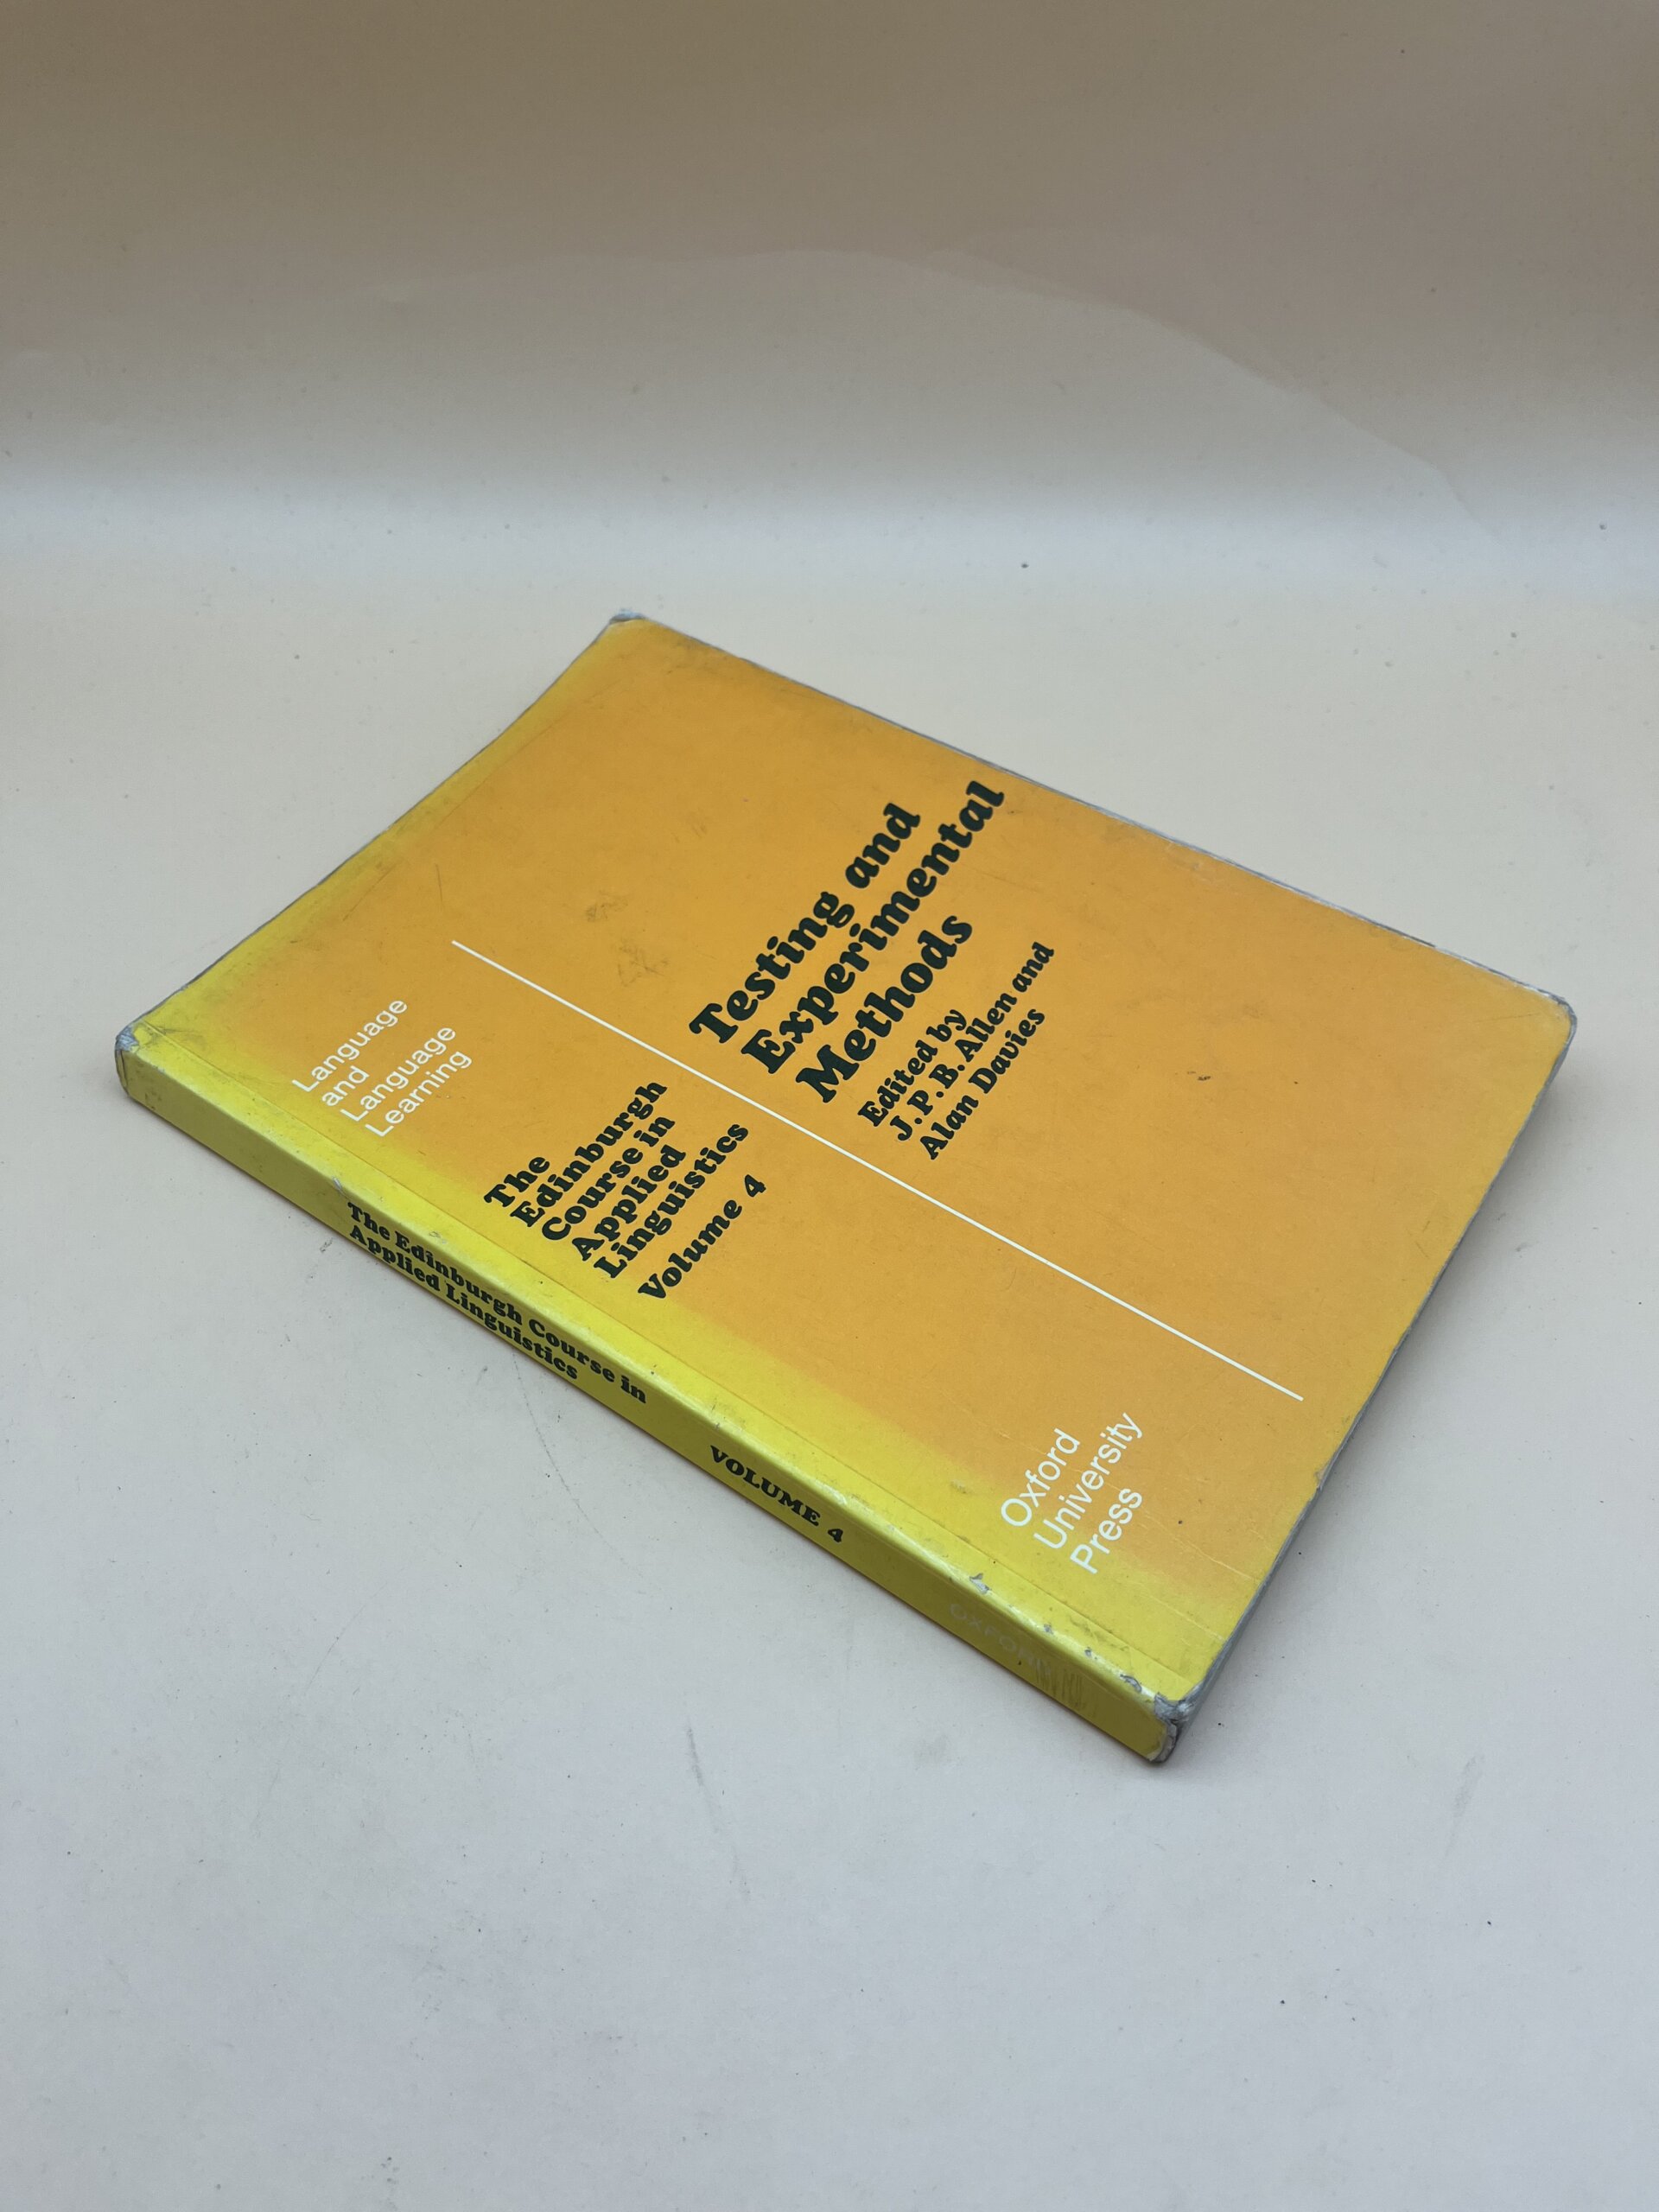 Language
and
Language
Learning
The
Edinburgh
Course in
Applied
Linguistics
Volume 4
Testing and
Experimental
Methods
Edited by
J.P.B. Allen and
Alan Davies
Oxford
University
Press
The Edinburgh Course in
Applied Linguistics
VOLUME 4
OXFORD